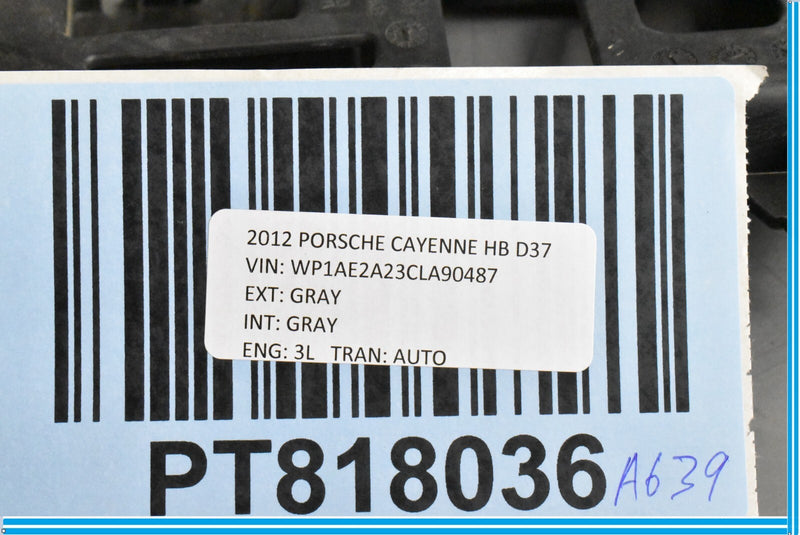 2012 PORSCHE CAYENNE HB D37
VIN: WP1AE2A23CLA90487
EXT: GRAY
INT: GRAY
ENG: 3L TRAN: AUTO
PT818036 A639